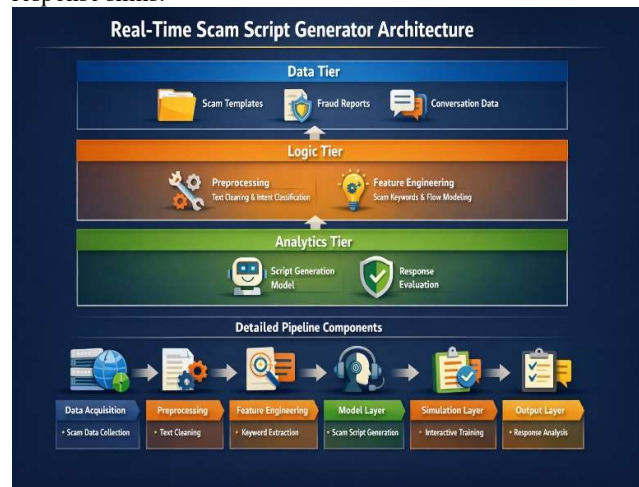 Real-Time Scam Script Generator Architecture
Data Tier
Scam Templates
Fraud Reports
Conversation Data
Logic Tier
Preprocessing
Text Cleaning & Intent Classification
Feature Engineering
Scam Keywords & Flow Modeling
Analytics Tier
Script Generation
Model
Response
Evaluation
Detailed Pipeline Components
Data Acquisition
• Scam Data Collection
Preprocessing
• Text Cleaning
Feature Engineering
• Keyword Extraction
Model Layer
• Scam Script Generation
Simulation Layer
• Interactive Training
Output Layer
• Response Analysis